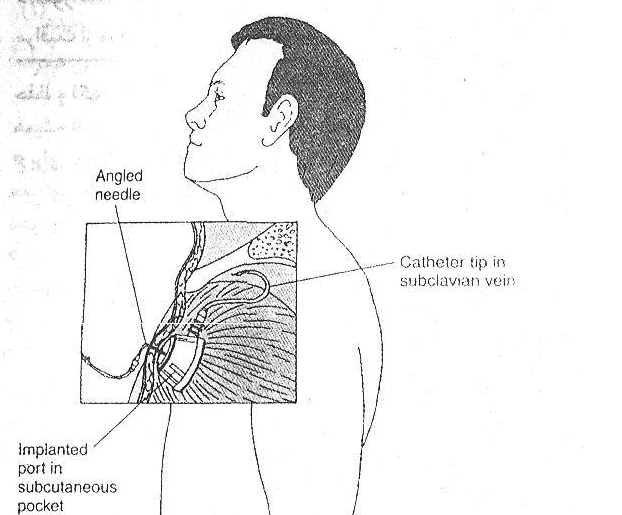 Angled
needle
Catheter tip in
subclavian vein
Implanted
port in
subcutaneous
pocket